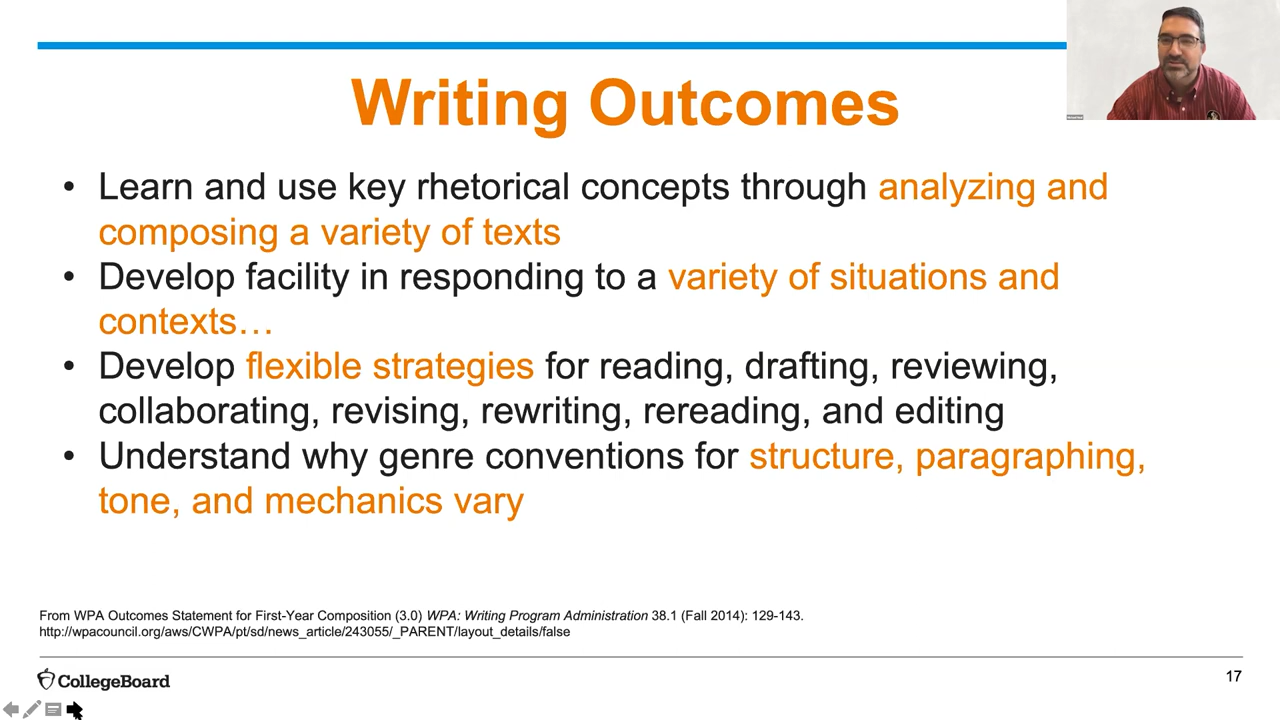 Writing Outcomes
• Learn and use key rhetorical concepts through analyzing and
composing a variety of texts
• Develop facility in responding to a variety of situations and
contexts…
• Develop flexible strategies for reading, drafting, reviewing,
collaborating, revising, rewriting, rereading, and editing
• Understand why genre conventions for structure, paragraphing,
tone, and mechanics vary
From WPA Outcomes Statement for First-Year Composition (3.0) WPA: Writing Program Administration 38.1 (Fall 2014): 129-143.
http://wpacouncil.org/aws/CWPA/pt/sd/news_article/243055/_PARENT/layout_details/false
CollegeBoard
17